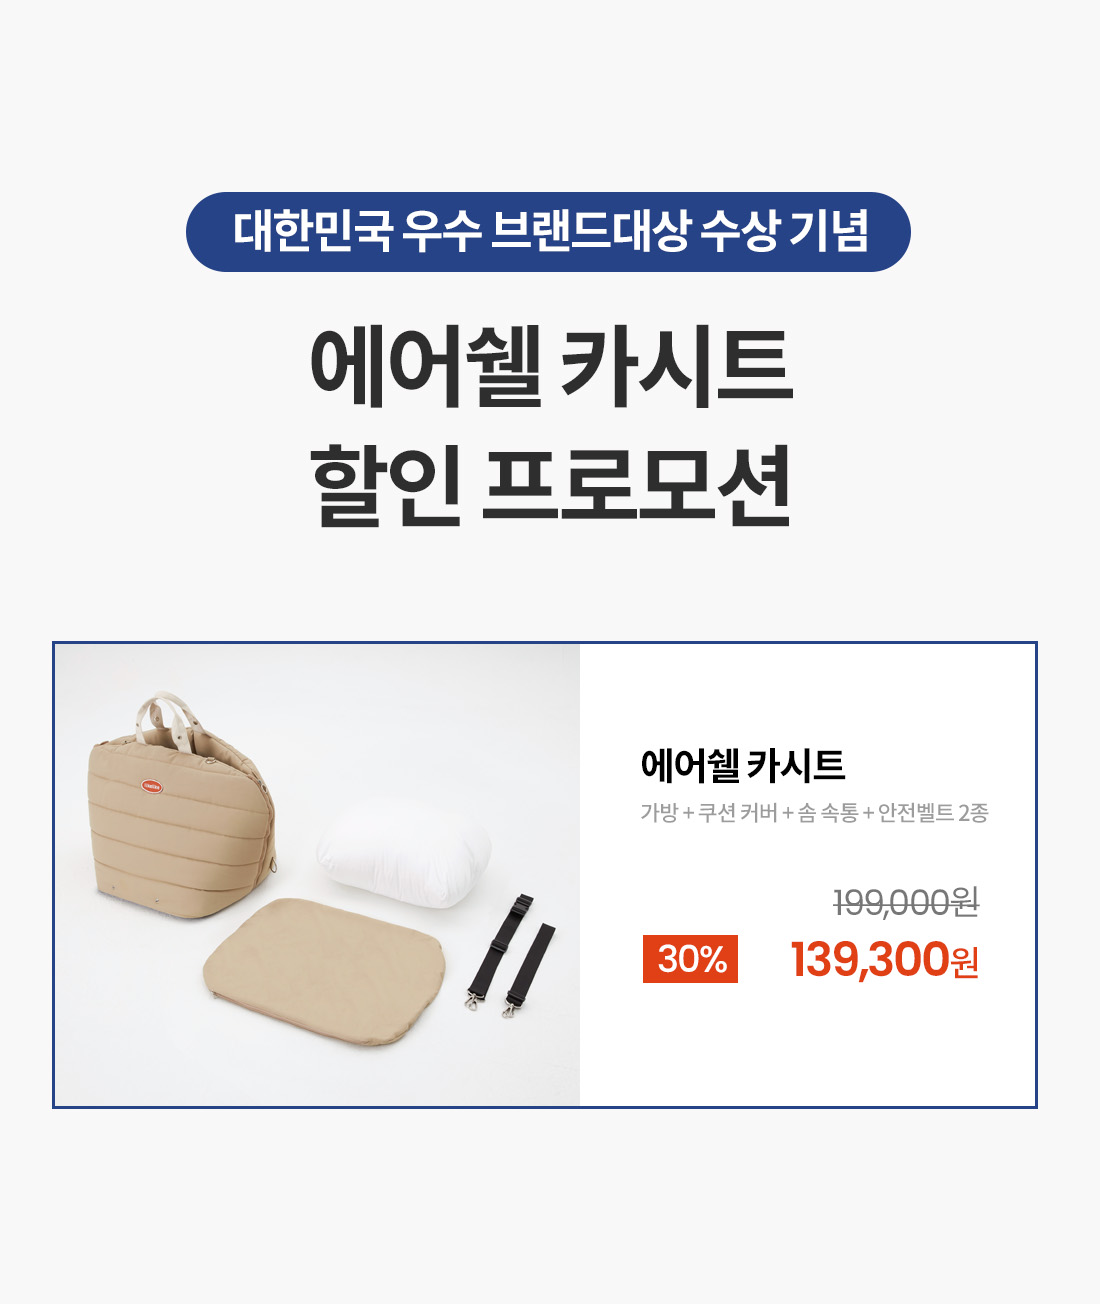 대한민국 우수 브랜드대상 수상 기념
에어쉘 카시트
할인 프로모션
에어쉘 카시트
가방 + 쿠션 커버 + 솜 속통 + 안전벨트 2종
199,000원
30% 139,300원